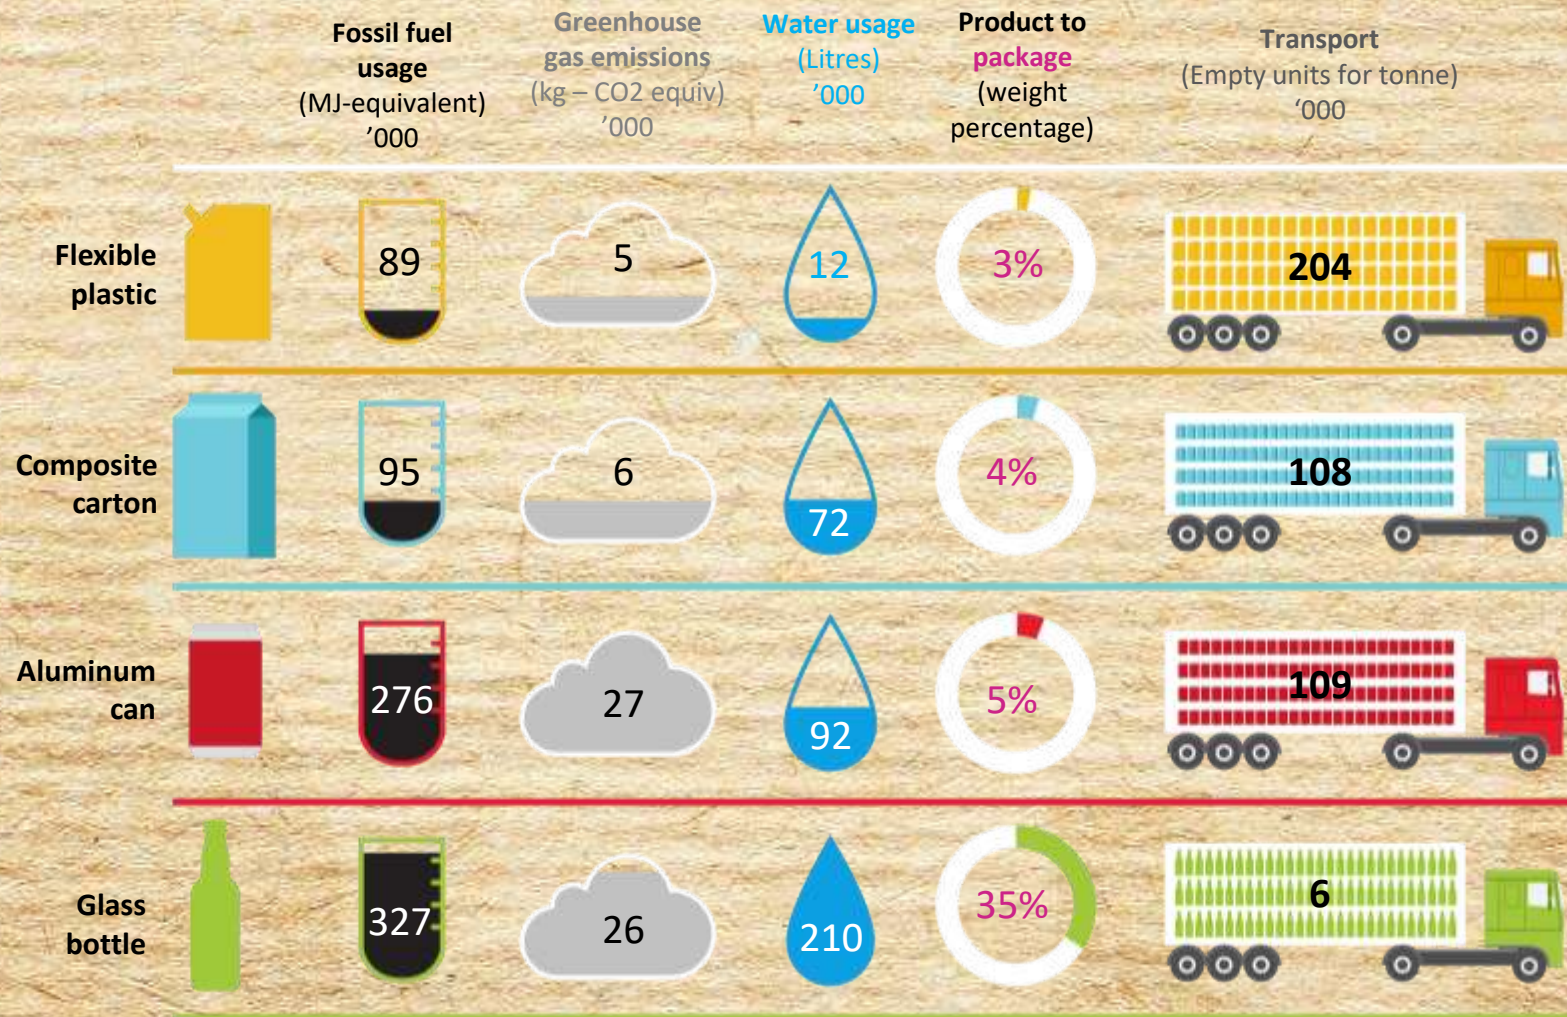 Fossil fuel
usage
(MJ-equivalent)
’000
Greenhouse
gas emissions
(kg – CO2 equiv)
’000
Water usage
(Litres)
’000
Product to
package
(weight
percentage)
Transport
(Empty units for tonne)
‘000
Flexible
plastic
89
5
12
3%
204
Composite
carton
95
6
72
4%
108
Aluminum
can
276
27
92
5%
109
Glass
bottle
327
26
210
35%
6